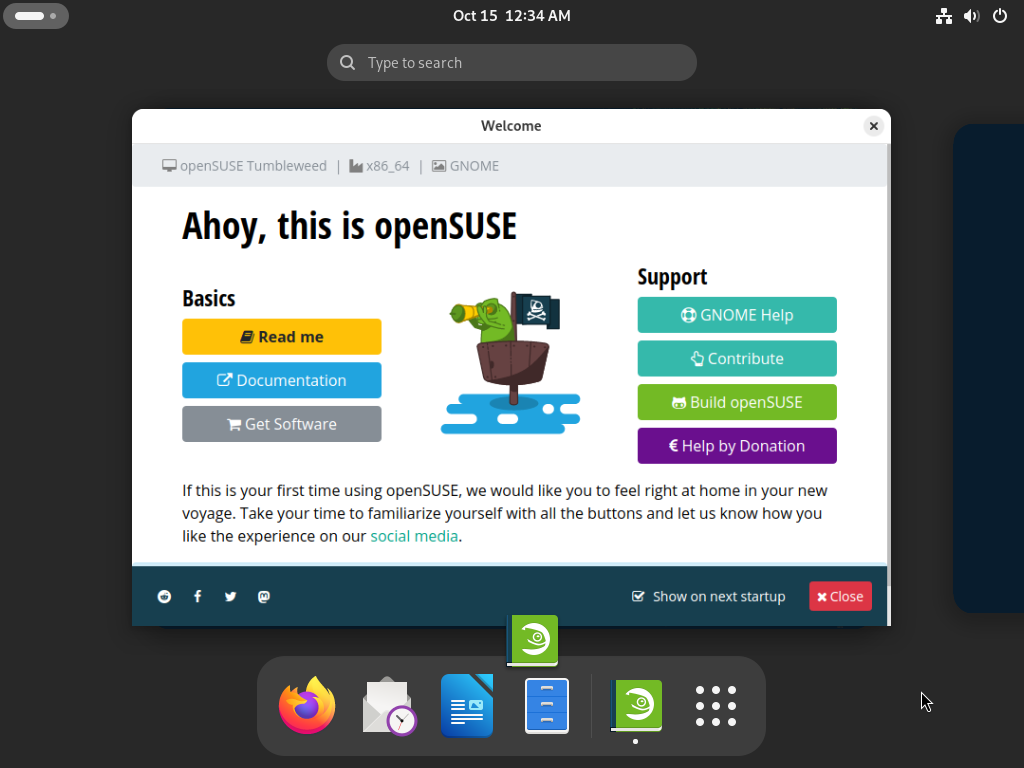 Oct 15 12:34 AM
Type to search
Welcome
openSUSE Tumbleweed | x86_64 | GNOME
Ahoy, this is openSUSE
Basics
Read me
Documentation
Get Software
Support
GNOME Help
Contribute
Build openSUSE
€ Help by Donation
If this is your first time using openSUSE, we would like you to feel right at home in your new
voyage. Take your time to familiarize yourself with all the buttons and let us know how you
like the experience on our social media.
Show on next startup
Close